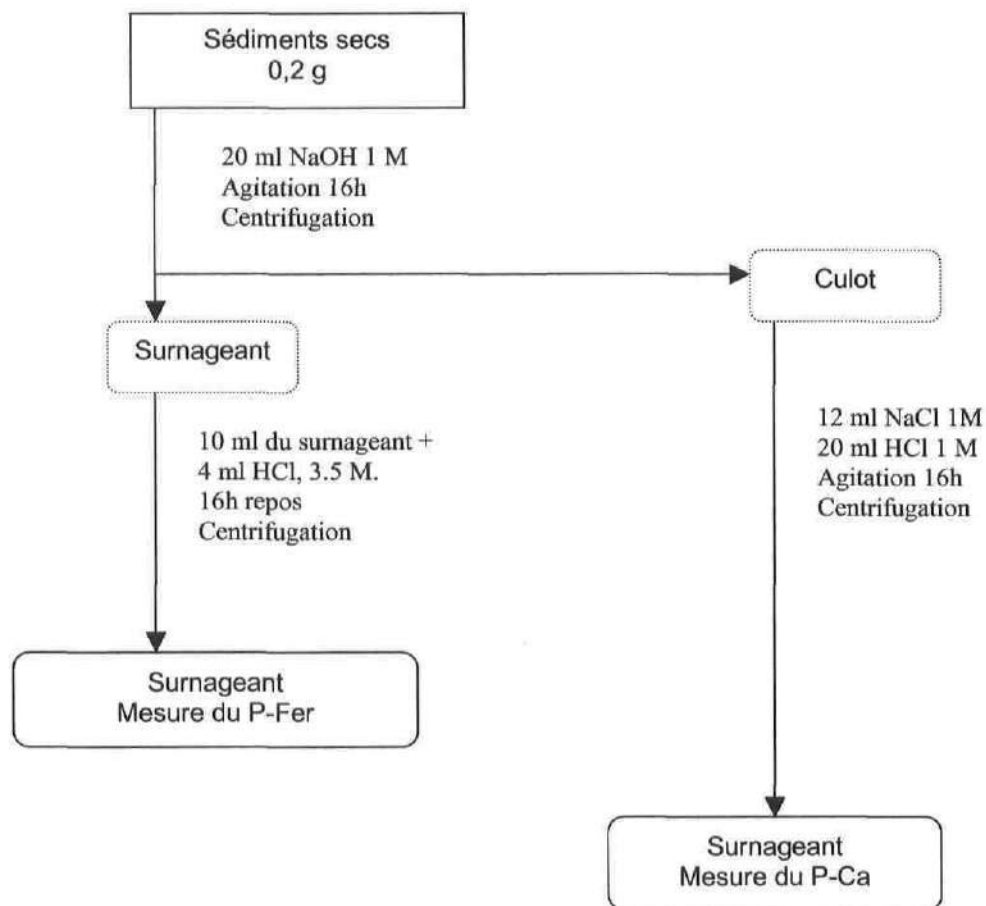 Sédiments secs
0,2 g
20 ml NaOH 1 M
Agitation 16h
Centrifugation
Culot
Surnageant
10 ml du surnageant +
4 ml HCl, 3.5 M.
16h repos
Centrifugation
12 ml NaCl 1M
20 ml HCl 1 M
Agitation 16h
Centrifugation
Surnageant
Mesure du P-Fer
Surnageant
Mesure du P-Ca